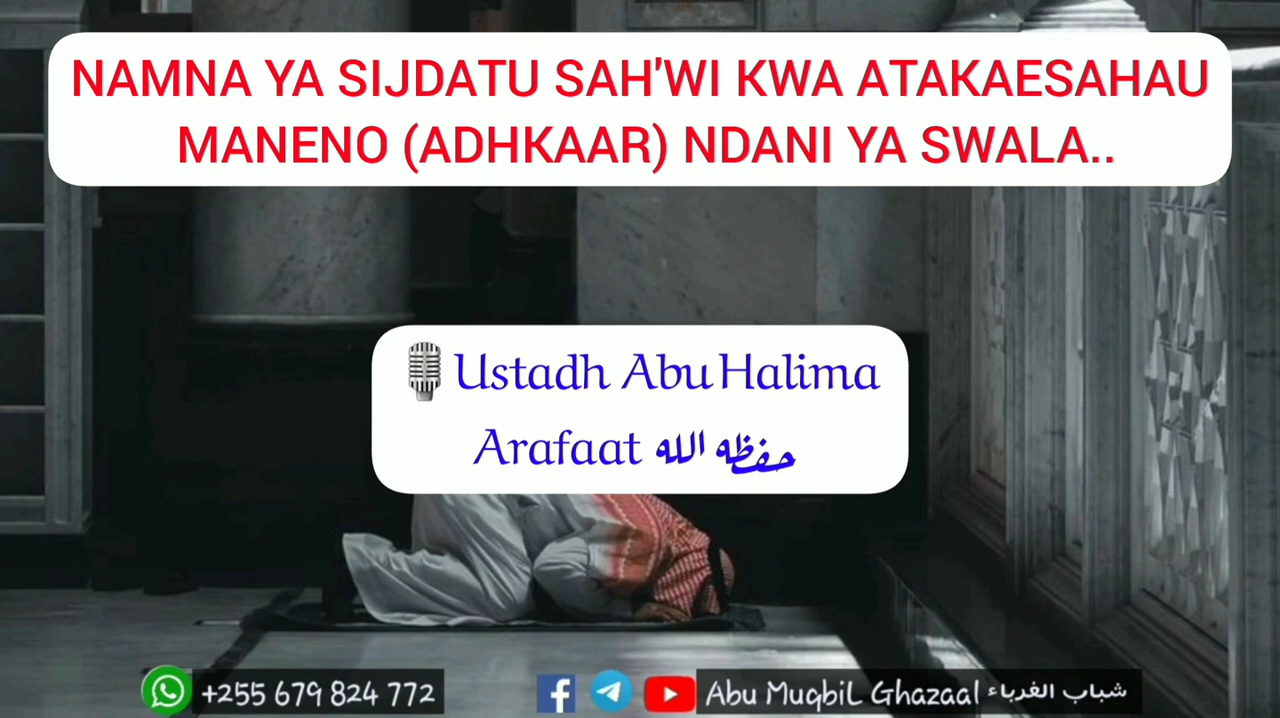 NAMNA YA SIJDATU SAH'WI KWA ATAKAESAHAU
MANENO (ADHKAAR) NDANI YA SWALA..
Ustadh Abu Halima
Arafaat حفظه الله
+255 679 824 772
Abu Muqbil Ghazaal شباب الغرباء